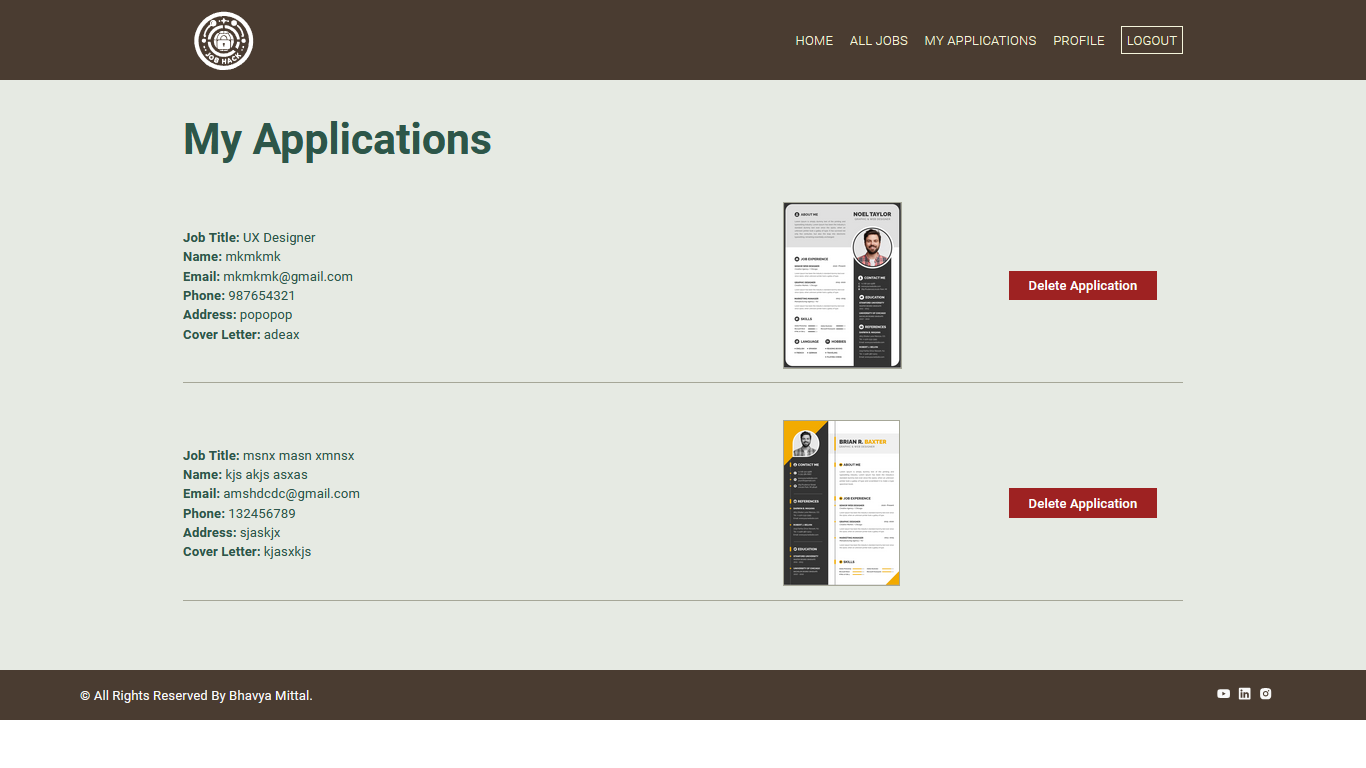 JOB HACK
HOME ALL JOBS MY APPLICATIONS PROFILE LOGOUT
My Applications
Job Title: UX Designer
Name: mkmkmk
Email: mkmkmk@gmail.com
Phone: 987654321
Address: popopop
Cover Letter: adeax
ABOUT ME
JOB EXPERIENCE
SKILLS
LANGUAGE
HOBBIES
NOEL TAYLOR
CONTACT ME
EDUCATION
REFERENCES
Delete Application
Job Title: msnx masn xmnsx
Name: kjs akjs asxas
Email: amshdcdc@gmail.com
Phone: 132456789
Address: sjaskjx
Cover Letter: kjasxkjs
CONTACT ME
REFERENCES
EDUCATION
BRIAN R. BAXTER
ABOUT ME
JOB EXPERIENCE
SKILLS
Delete Application
© All Rights Reserved By Bhavya Mittal.